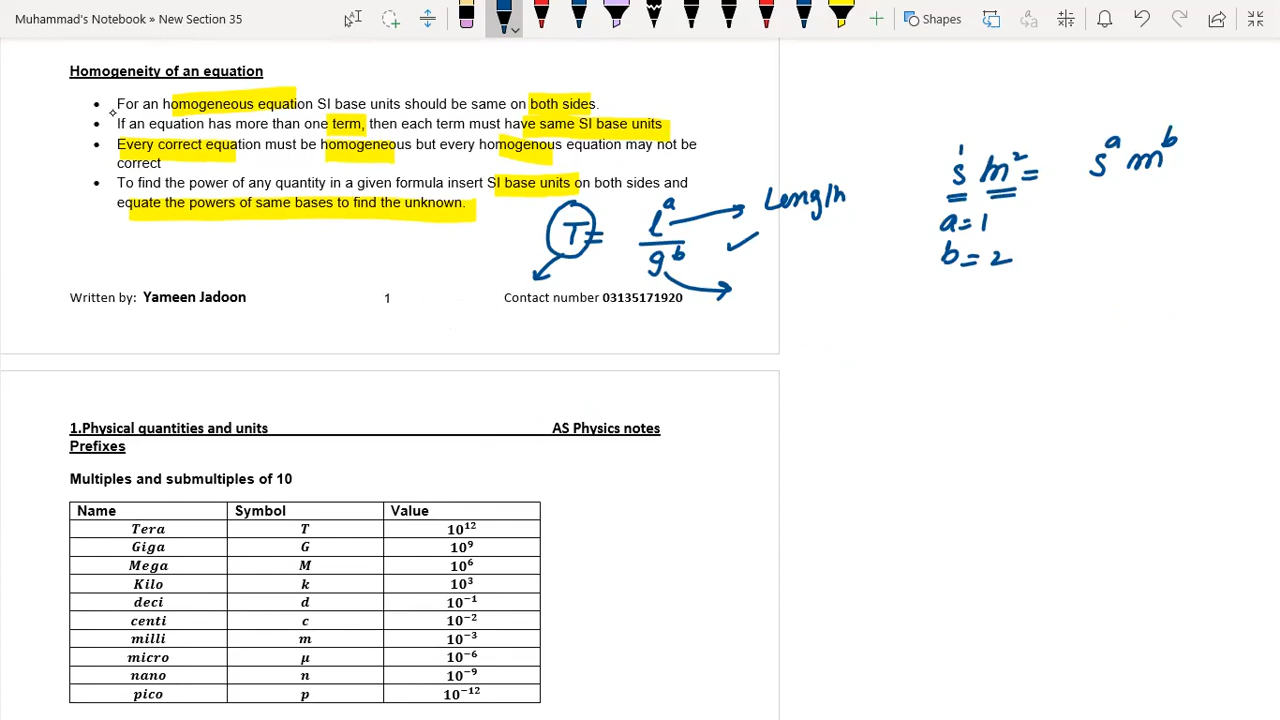 Muhammad's Notebook » New Section 35
Shapes
Homogeneity of an equation
• For an homogeneous equation SI base units should be same on both sides.
• If an equation has more than one term, then each term must have same SI base units
• Every correct equation must be homogeneous but every homogenous equation may not be
correct
• To find the power of any quantity in a given formula insert SI base units on both sides and
equate the powers of same bases to find the unknown.
T = l^a / g^b
Length
s^1 m^2 = s^a m^b
a = 1
b = 2
Written by: Yameen Jadoon 1 Contact number 03135171920
1.Physical quantities and units AS Physics notes
Prefixes
Multiples and submultiples of 10
Name Symbol Value
Tera T 10^12
Giga G 10^9
Mega M 10^6
Kilo k 10^3
deci d 10^−1
centi c 10^−2
milli m 10^−3
micro μ 10^−6
nano n 10^−9
pico p 10^−12